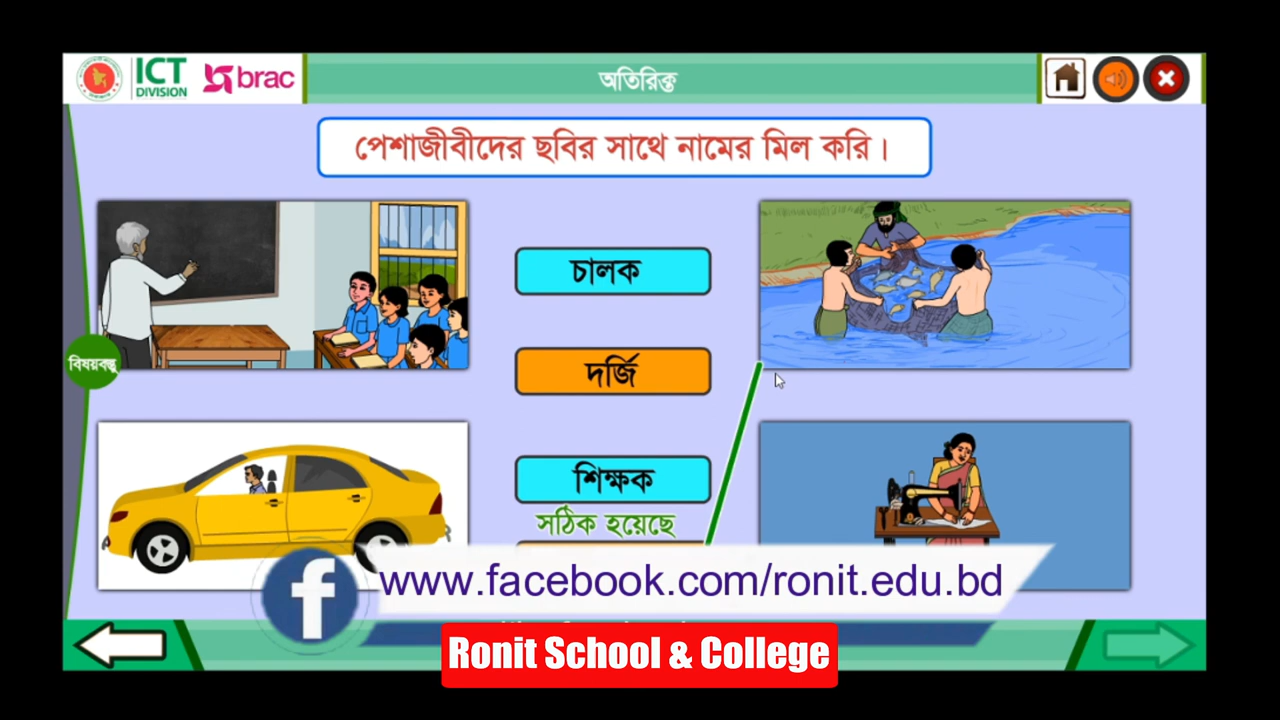 ICT
DIVISION
brac
অতিরিক্ত
পেশাজীবীদের ছবির সাথে নামের মিল করি।
চালক
দর্জি
বিষয়বস্তু
শিক্ষক
সঠিক হয়েছে
www.facebook.com/ronit.edu.bd
Ronit School & College